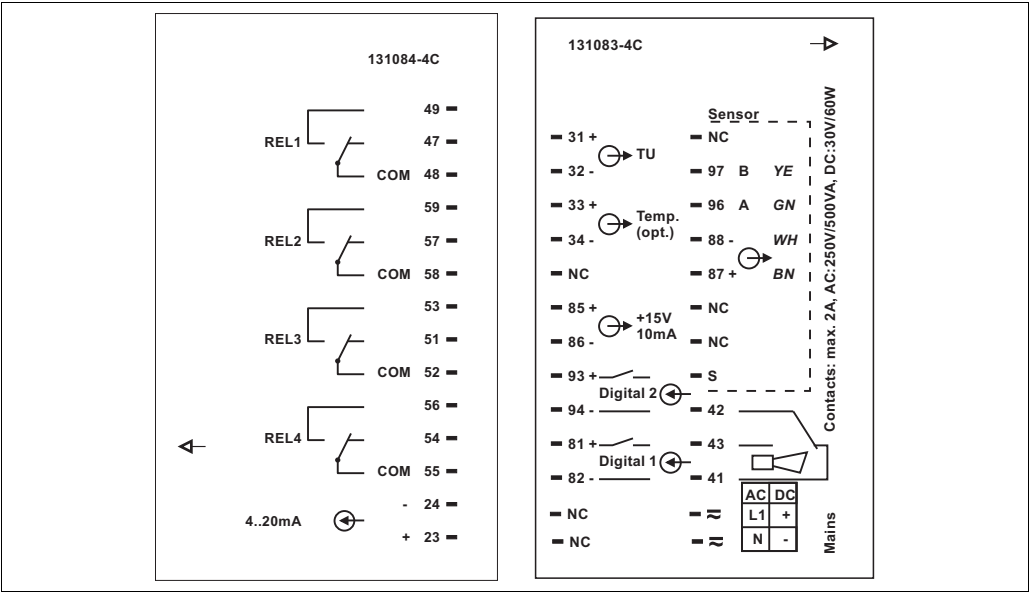 131084-4C
49
REL1
47
COM 48
59
REL2
57
COM 58
53
REL3
51
COM 52
56
REL4
54
COM 55
- 24
4..20mA
+ 23
131083-4C
Sensor
31 +
TU
32 -
33 +
Temp.
(opt.)
34 -
NC
85 +
+15V
10mA
86 -
93 +
Digital 2
94 -
81 +
Digital 1
82 -
NC
NC
NC
97 B YE
96 A GN
88 - WH
87 + BN
NC
NC
S
42
43
41
AC DC
L1 +
N -
Contacts: max. 2A, AC:250V/500VA, DC:30V/60W
Mains